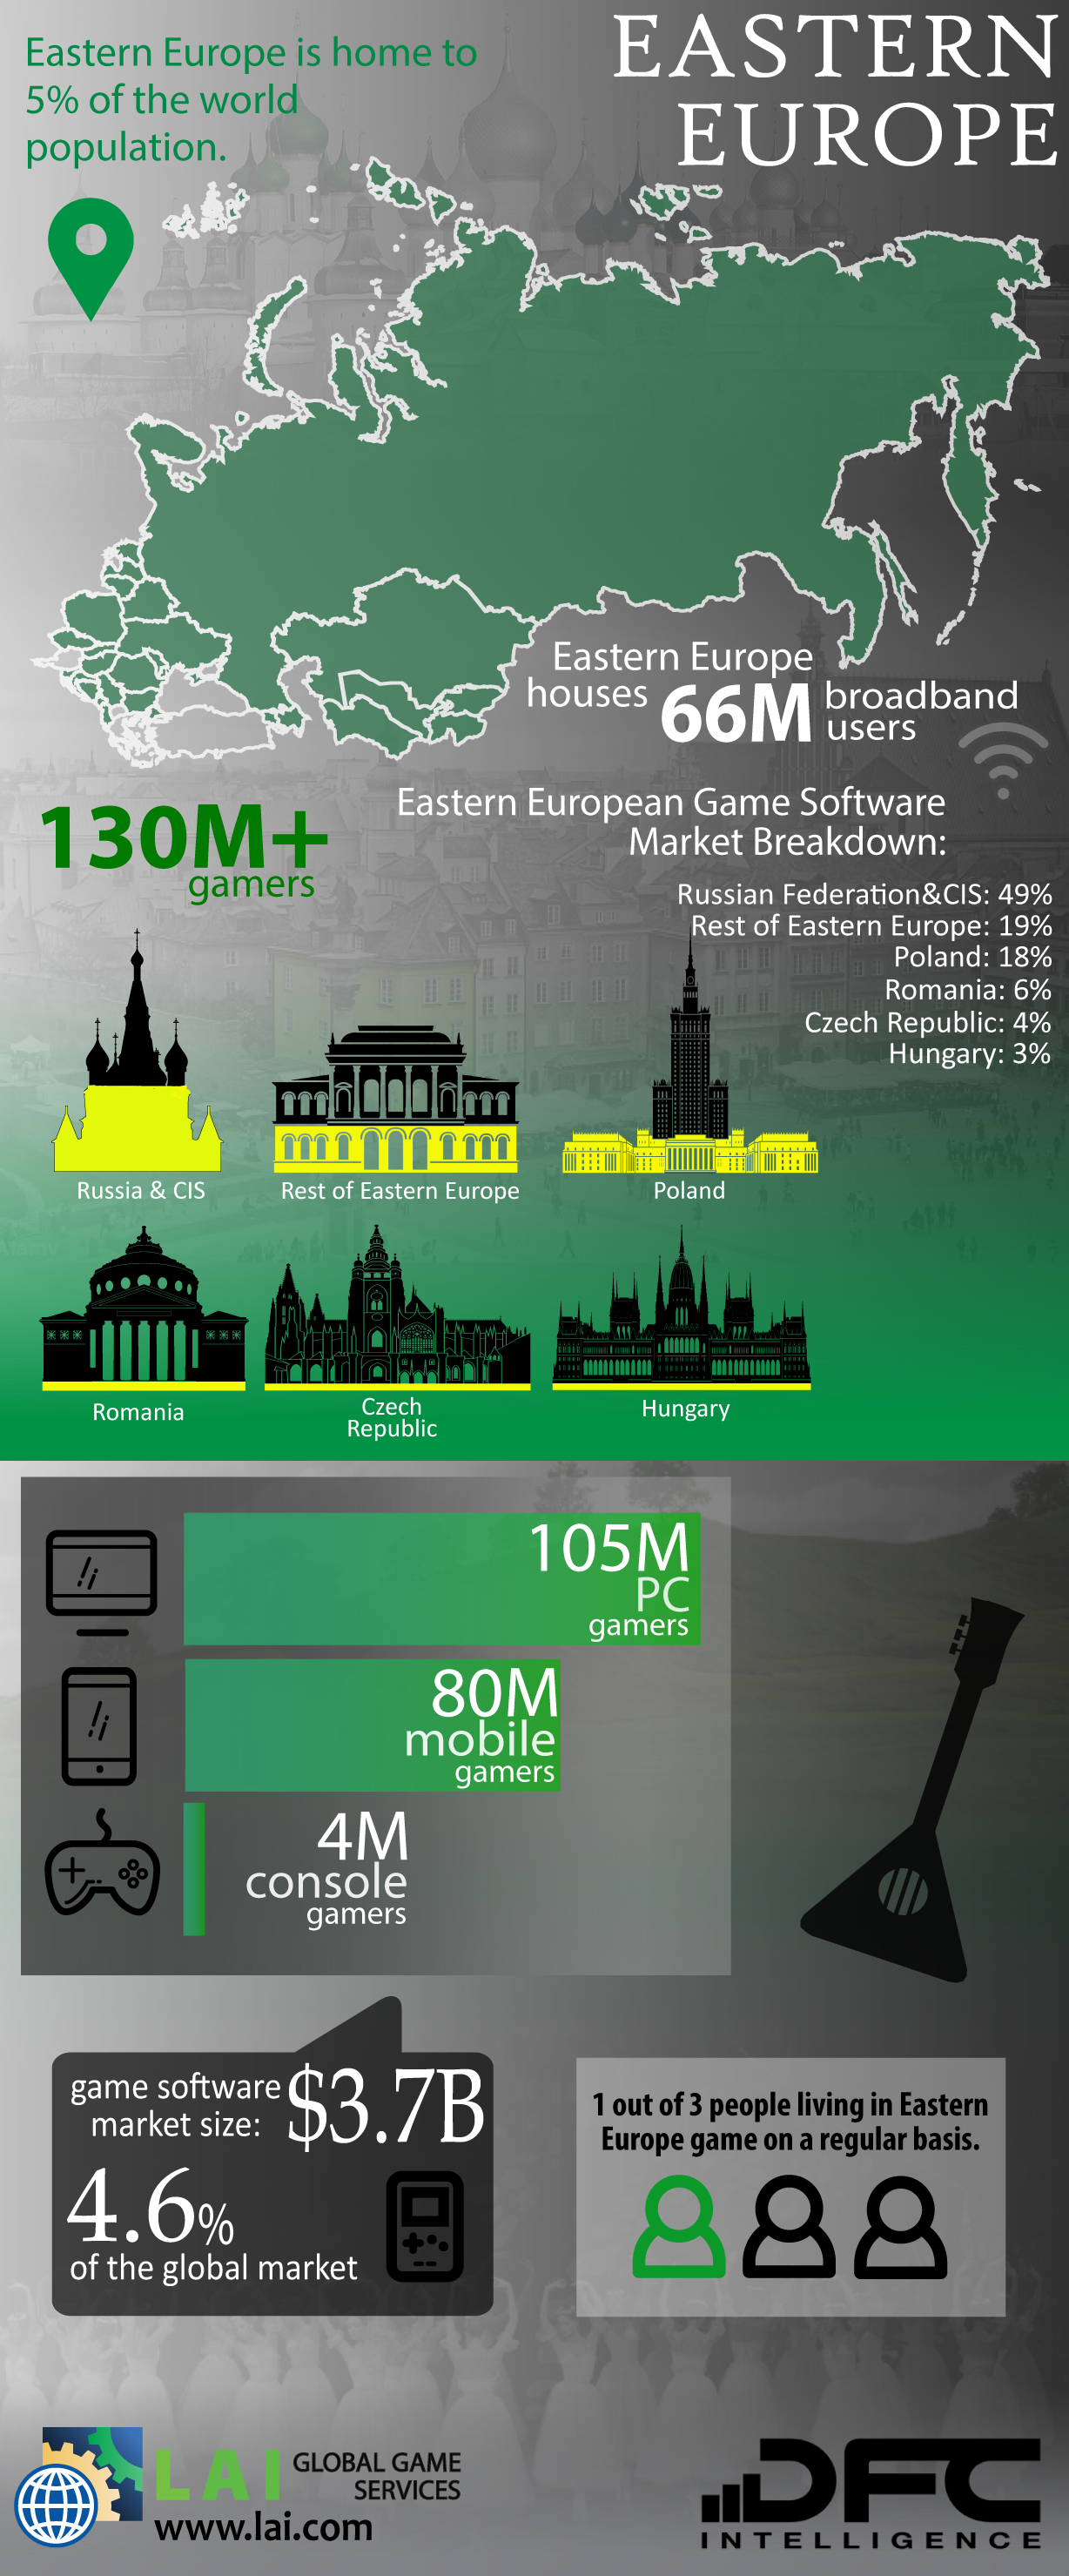 Eastern Europe is home to
5% of the world
population.
EASTERN
EUROPE
Eastern Europe
houses 66M broadband
users
130M+
gamers
Eastern European Game Software
Market Breakdown:
Russian Federation&CIS: 49%
Rest of Eastern Europe: 19%
Poland: 18%
Romania: 6%
Czech Republic: 4%
Hungary: 3%
Russia & CIS
Rest of Eastern Europe
Poland
Romania
Czech
Republic
Hungary
105M
PC
gamers
80M
mobile
gamers
4M
console
gamers
game software
market size: $3.7B
4.6%
of the global market
1 out of 3 people living in Eastern
Europe game on a regular basis.
LAI GLOBAL GAME
SERVICES
www.lai.com
DFC
INTELLIGENCE